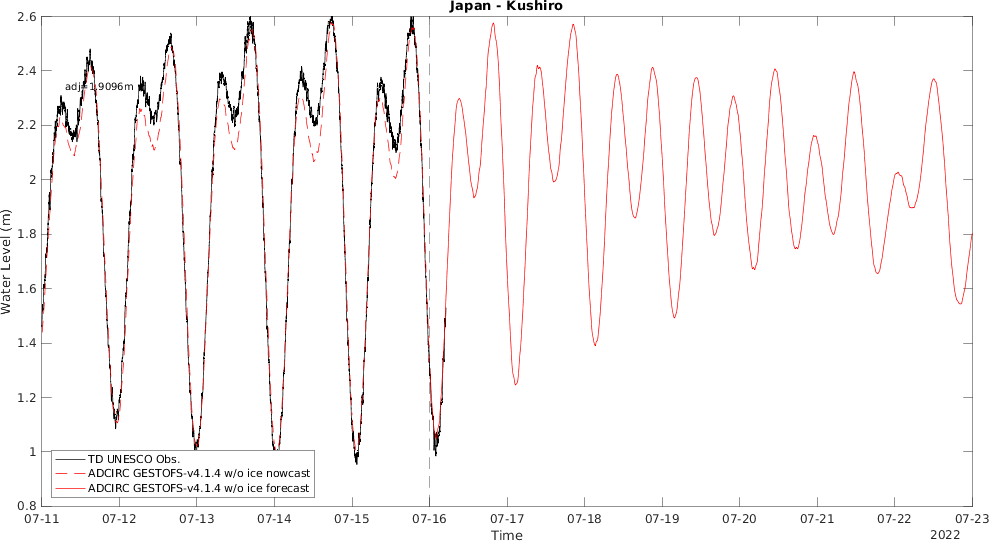 Japan - Kushiro
2.6
2.4
adj=1.9096m
2.2
2
1.8
1.6
1.4
1.2
1
0.8
Water Level (m)
TD UNESCO Obs.
ADCIRC GESTOFS-v4.1.4 w/o ice nowcast
ADCIRC GESTOFS-v4.1.4 w/o ice forecast
07-11 07-12 07-13 07-14 07-15 07-16 07-17 07-18 07-19 07-20 07-21 07-22 07-23
Time
2022